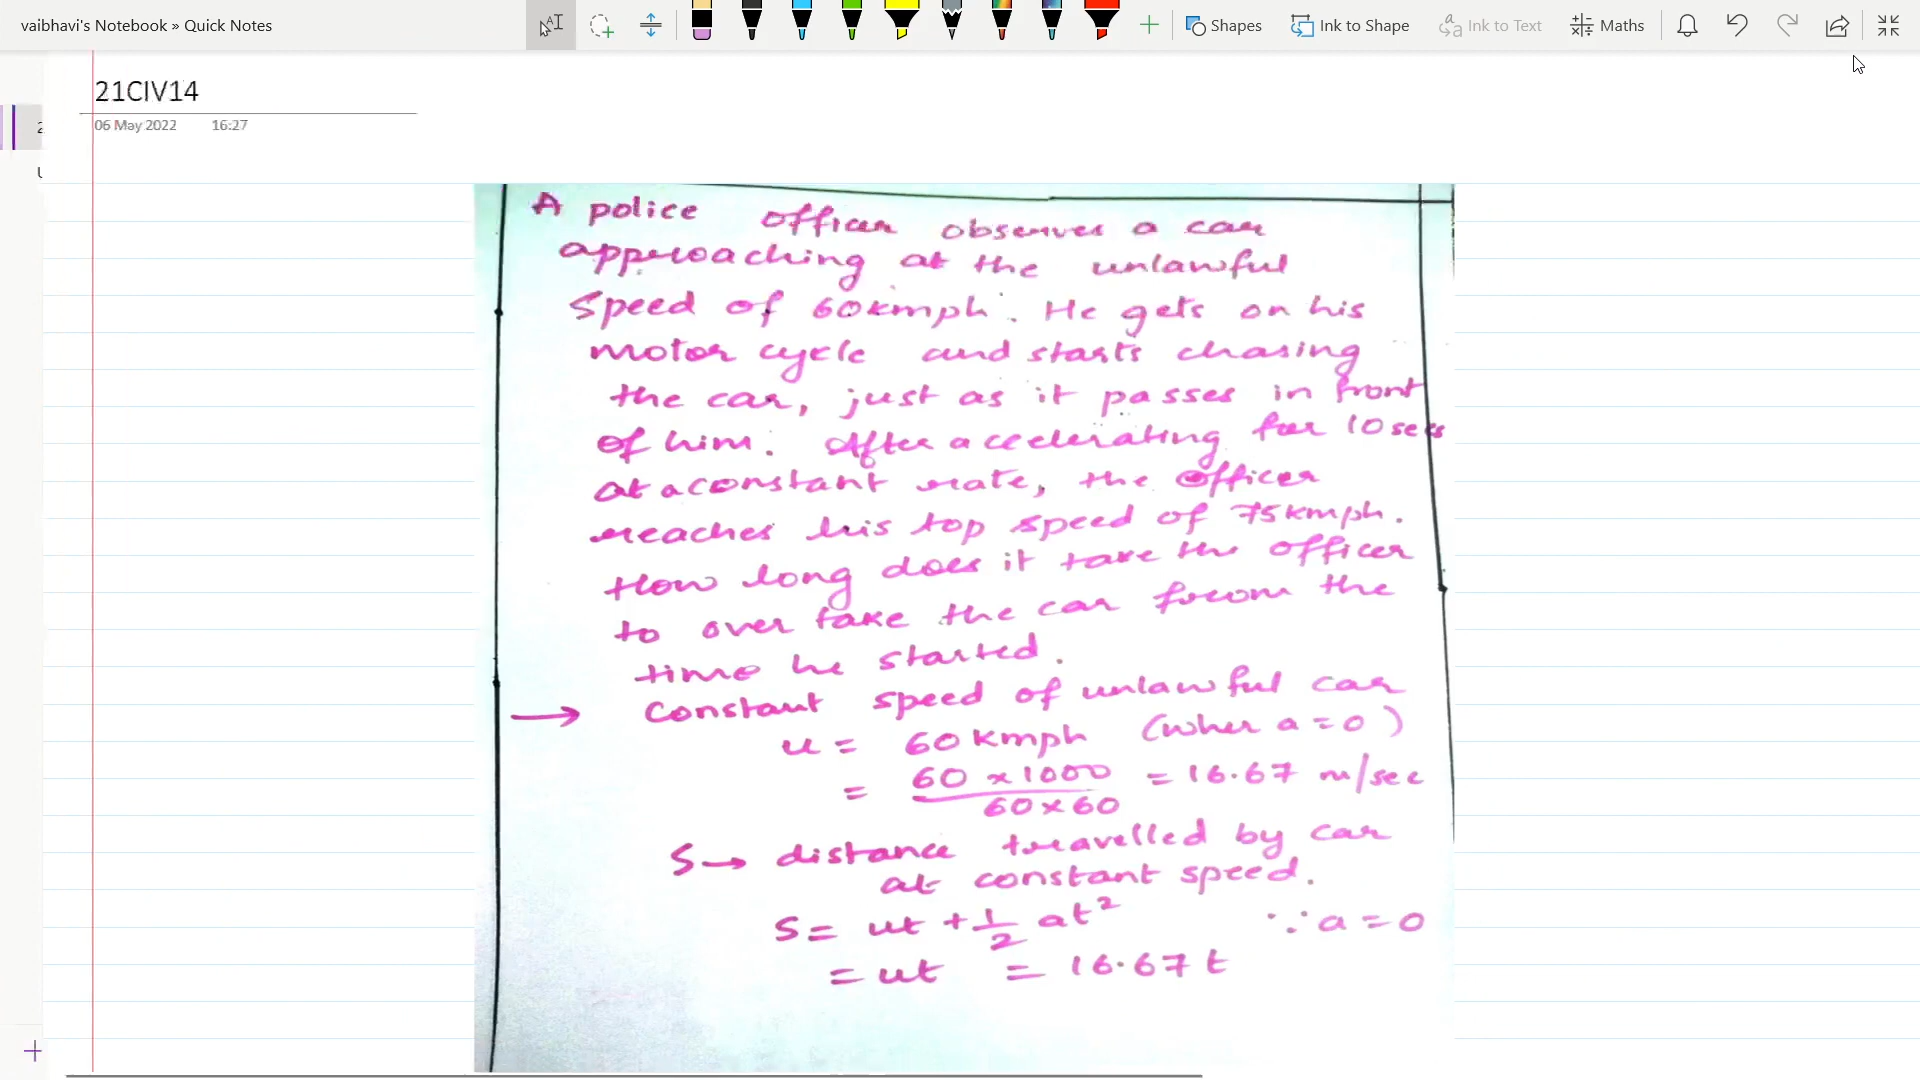 vaibhavi's Notebook » Quick Notes
Shapes
Ink to Shape
Ink to Text
Maths
21CIV14
06 May 2022 16:27
A police officer observes a car
approaching at the unlawful
speed of 60kmph. He gets on his
motor cycle and starts chasing
the car, just as it passes in front
of him. After accelerating for 10secs
at a constant rate, the officer
reaches his top speed of 75kmph.
How long does it take the officer
to over take the car from the
time he started.
→ Constant speed of unlawful car
u = 60 kmph (wher a = 0)
= 60 x 1000 / 60 x 60 = 16.67 m/sec
S → distance travelled by car
at constant speed.
S = ut + 1/2 at² ∵ a = 0
= ut = 16.67 t